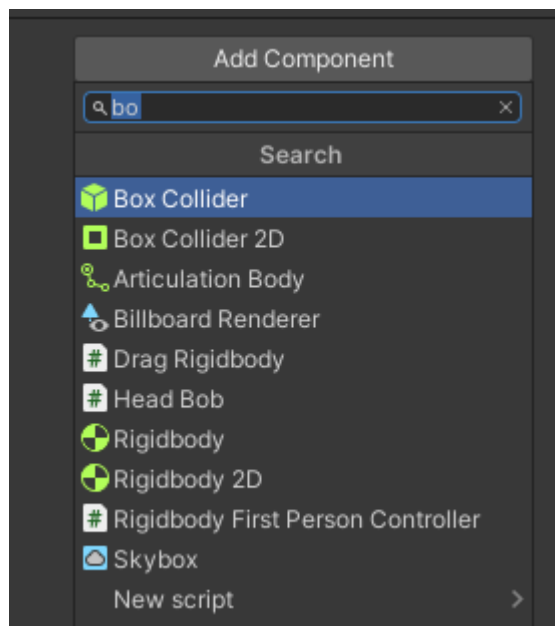 Add Component
bo
Search
Box Collider
Box Collider 2D
Articulation Body
Billboard Renderer
# Drag Rigidbody
# Head Bob
Rigidbody
Rigidbody 2D
# Rigidbody First Person Controller
Skybox
New script